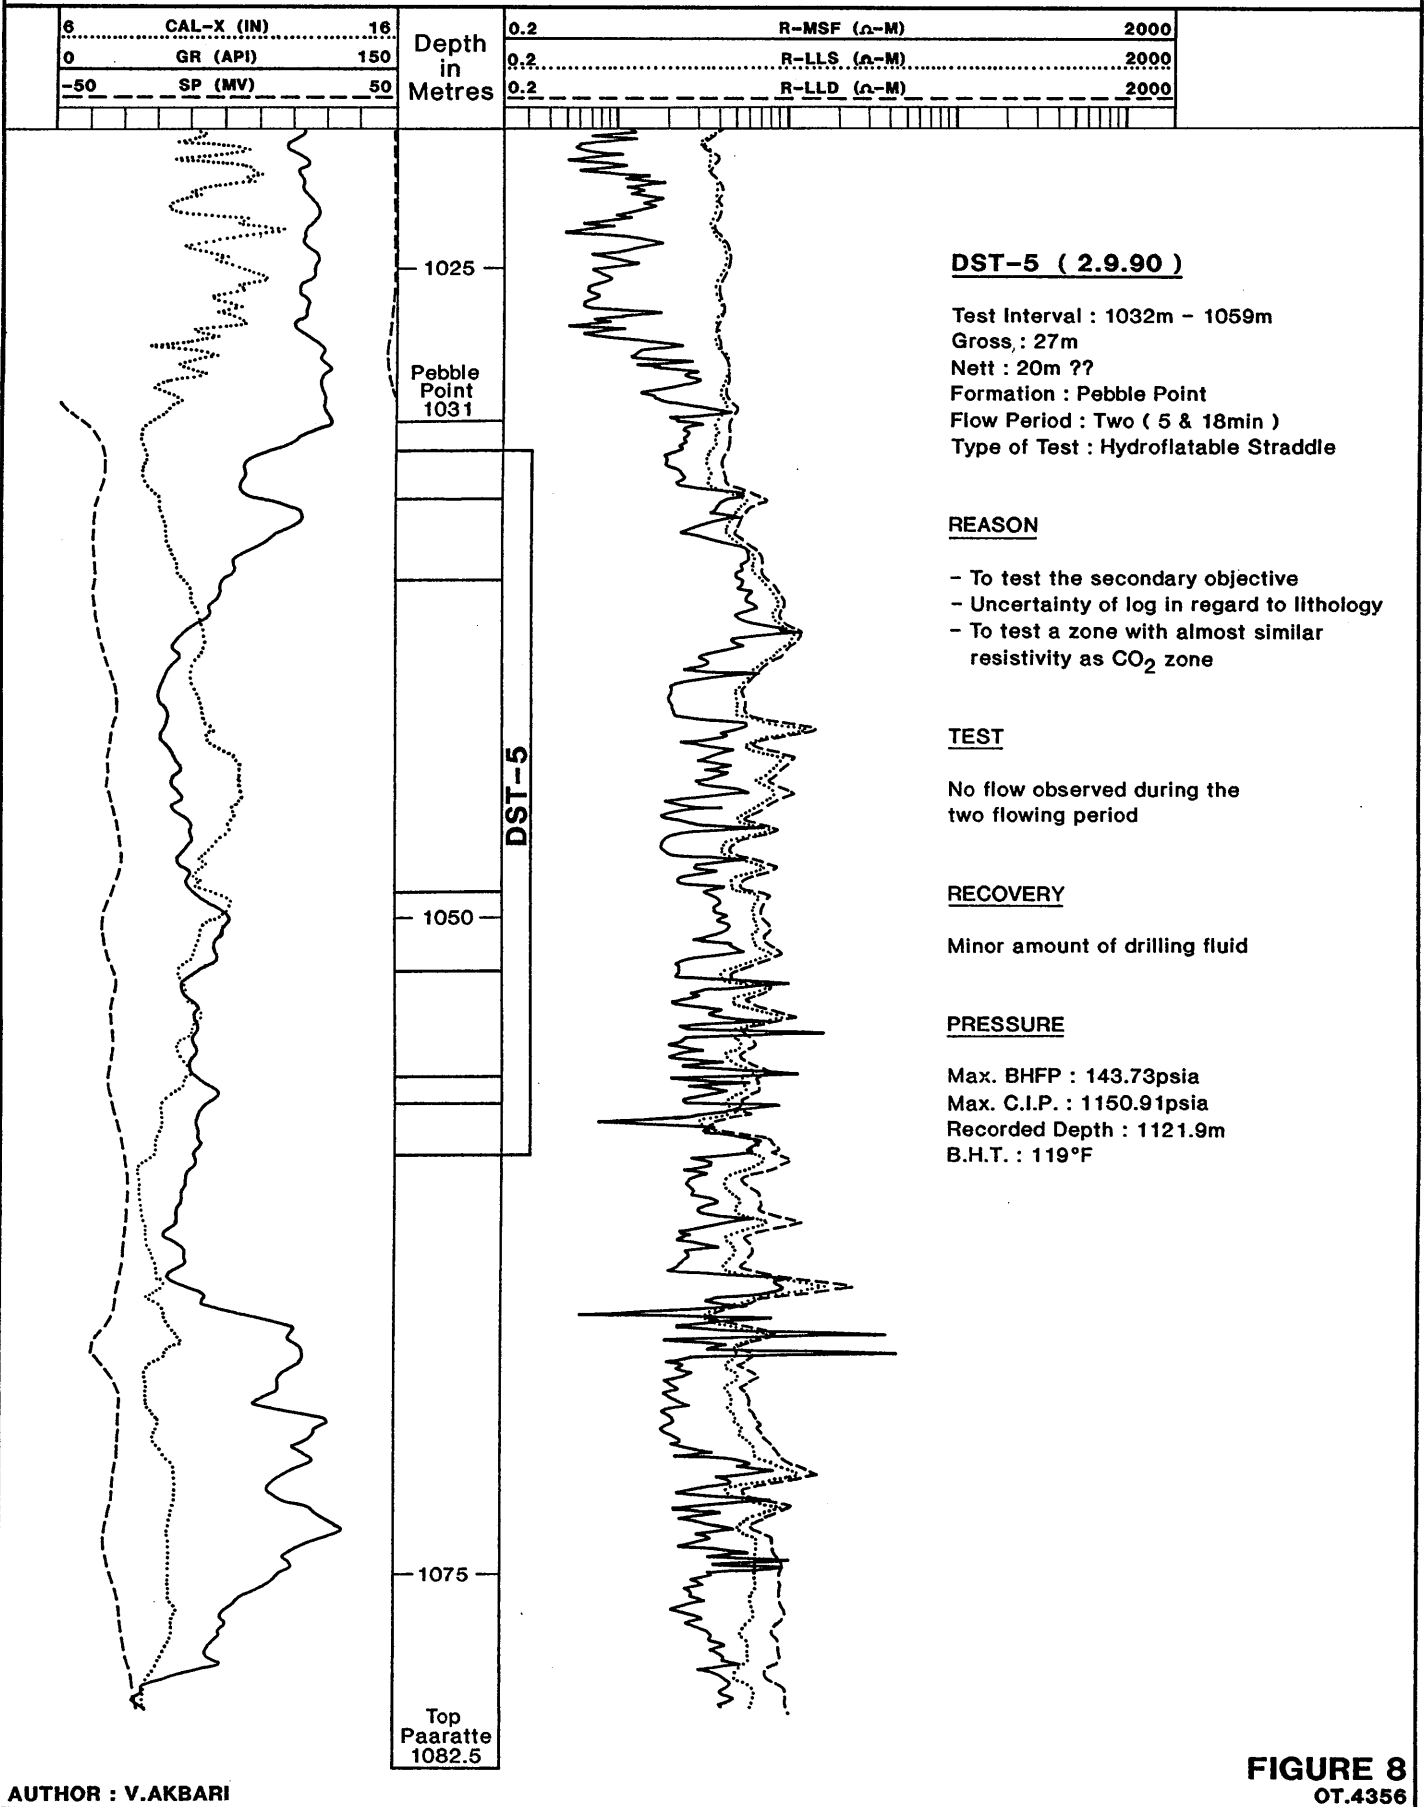 6 CAL-X (IN) 16
0 GR (API) 150
-50 SP (MV) 50
Depth
in
Metres
0.2 R-MSF (Ω-M) 2000
0.2 R-LLS (Ω-M) 2000
0.2 R-LLD (Ω-M) 2000
1025
Pebble
Point
1031
DST-5
1050
1075
Top
Paaratte
1082.5
DST-5 ( 2.9.90 )
Test Interval : 1032m - 1059m
Gross : 27m
Nett : 20m ??
Formation : Pebble Point
Flow Period : Two ( 5 & 18min )
Type of Test : Hydroflatable Straddle
REASON
- To test the secondary objective
- Uncertainty of log in regard to lithology
- To test a zone with almost similar
resistivity as CO2 zone
TEST
No flow observed during the
two flowing period
RECOVERY
Minor amount of drilling fluid
PRESSURE
Max. BHFP : 143.73psia
Max. C.I.P. : 1150.91psia
Recorded Depth : 1121.9m
B.H.T. : 119°F
FIGURE 8
AUTHOR : V.AKBARI
OT.4356